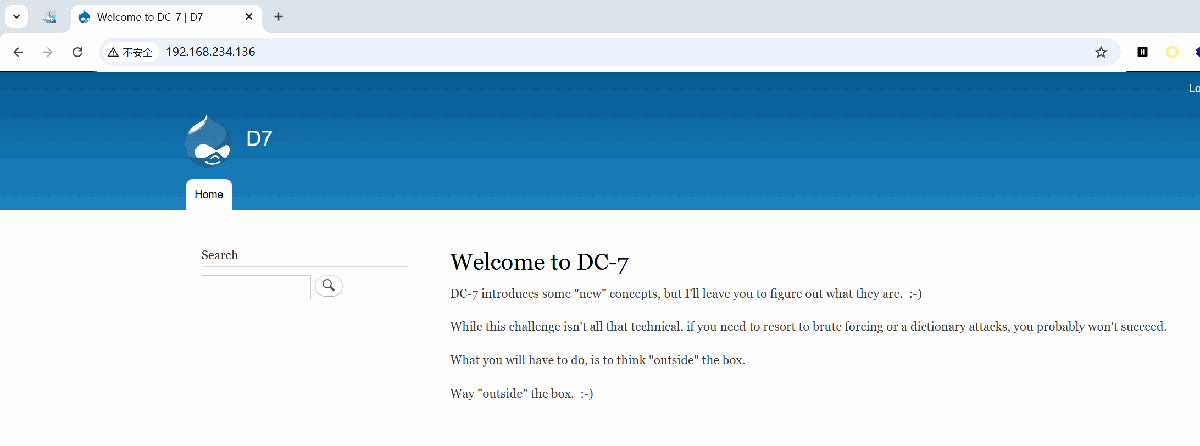 Welcome to DC-7 | D7
不安全 192.168.234.136
Lo
D7
Home
Search
Welcome to DC-7
DC-7 introduces some "new" concepts, but I'll leave you to figure out what they are. :-)
While this challenge isn't all that technical, if you need to resort to brute forcing or a dictionary attacks, you probably won't succeed.
What you will have to do, is to think "outside" the box.
Way "outside" the box. :-)